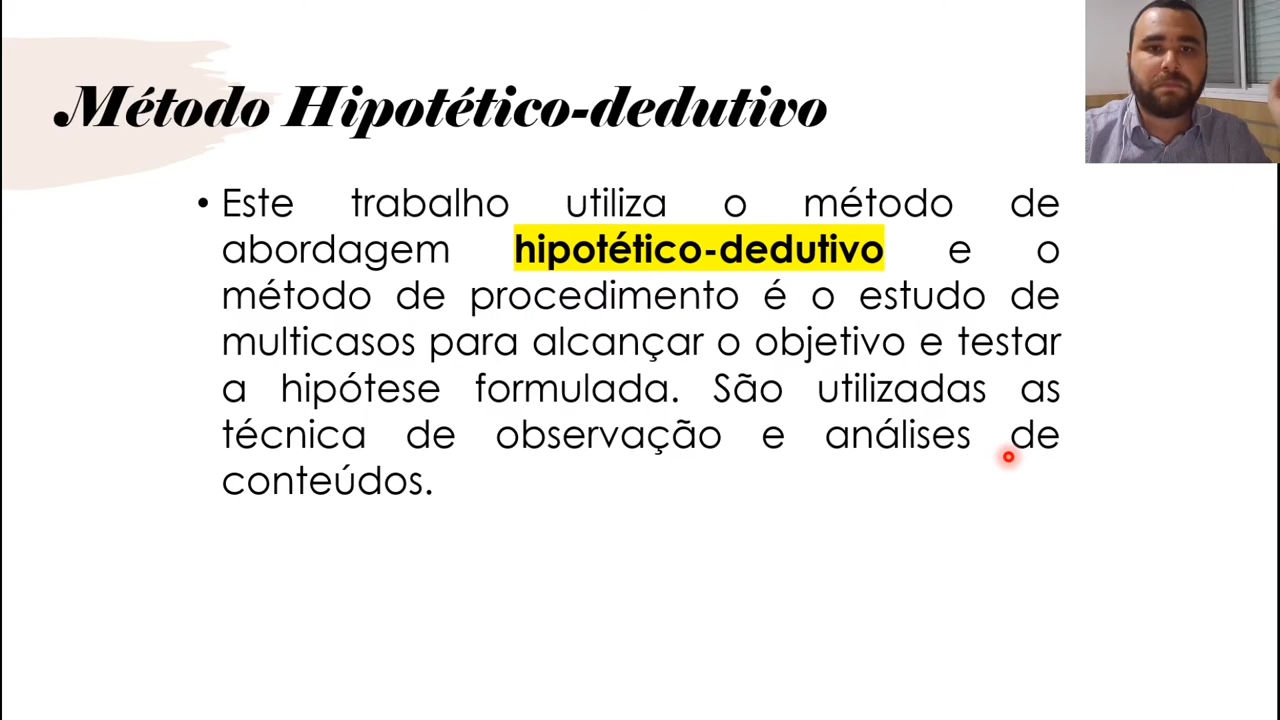 Método Hipotético-dedutivo
• Este trabalho utiliza o método de
abordagem hipotético-dedutivo e o
método de procedimento é o estudo de
multicasos para alcançar o objetivo e testar
a hipótese formulada. São utilizadas as
técnica de observação e análises de
conteúdos.